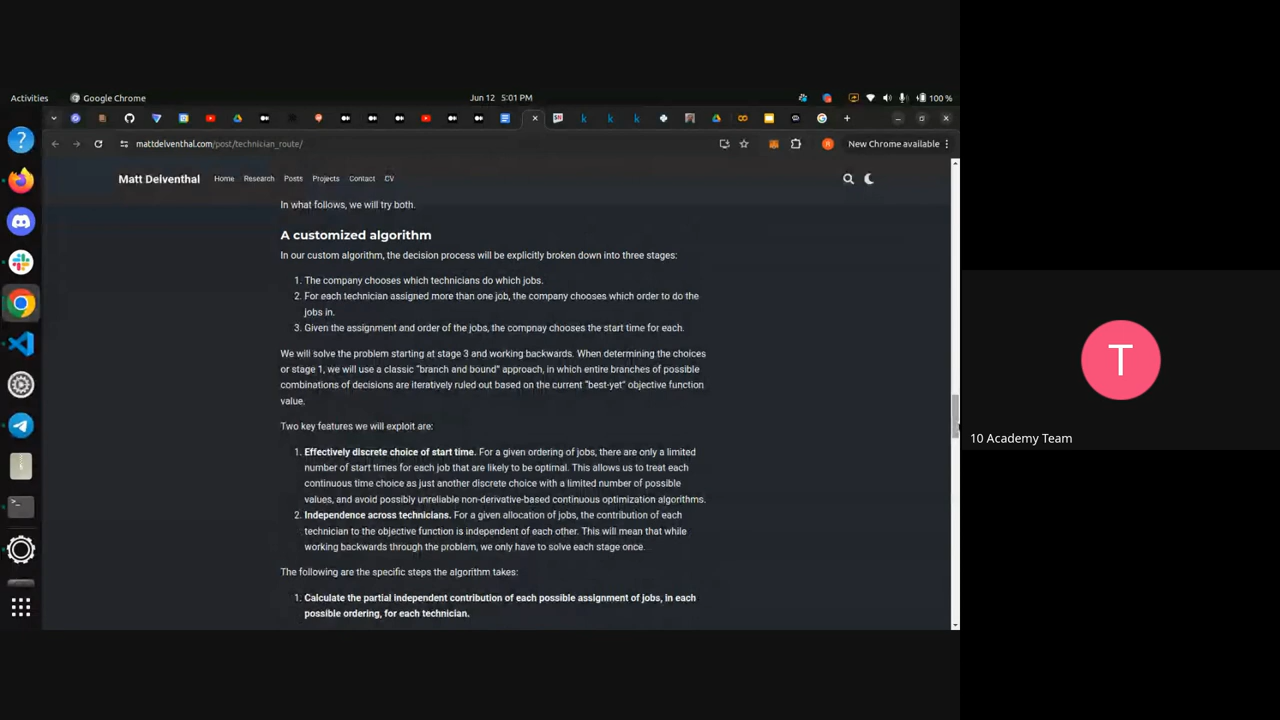 Activities
Google Chrome
Jun 12 5:01 PM
100 %
mattdelventhal.com/post/technician_route/
New Chrome available
Matt Delventhal
Home Research Posts Projects Contact CV
In what follows, we will try both.
A customized algorithm
In our custom algorithm, the decision process will be explicitly broken down into three stages:
1. The company chooses which technicians do which jobs.
2. For each technician assigned more than one job, the company chooses which order to do the
jobs in.
3. Given the assignment and order of the jobs, the compnay chooses the start time for each.
We will solve the problem starting at stage 3 and working backwards. When determining the choices
or stage 1, we will use a classic “branch and bound” approach, in which entire branches of possible
combinations of decisions are iteratively ruled out based on the current “best-yet” objective function
value.
Two key features we will exploit are:
1. Effectively discrete choice of start time. For a given ordering of jobs, there are only a limited
number of start times for each job that are likely to be optimal. This allows us to treat each
continuous time choice as just another discrete choice with a limited number of possible
values, and avoid possibly unreliable non-derivative-based continuous optimization algorithms.
2. Independence across technicians. For a given allocation of jobs, the contribution of each
technician to the objective function is independent of each other. This will mean that while
working backwards through the problem, we only have to solve each stage once.
The following are the specific steps the algorithm takes:
1. Calculate the partial independent contribution of each possible assignment of jobs, in each
possible ordering, for each technician.
T
10 Academy Team